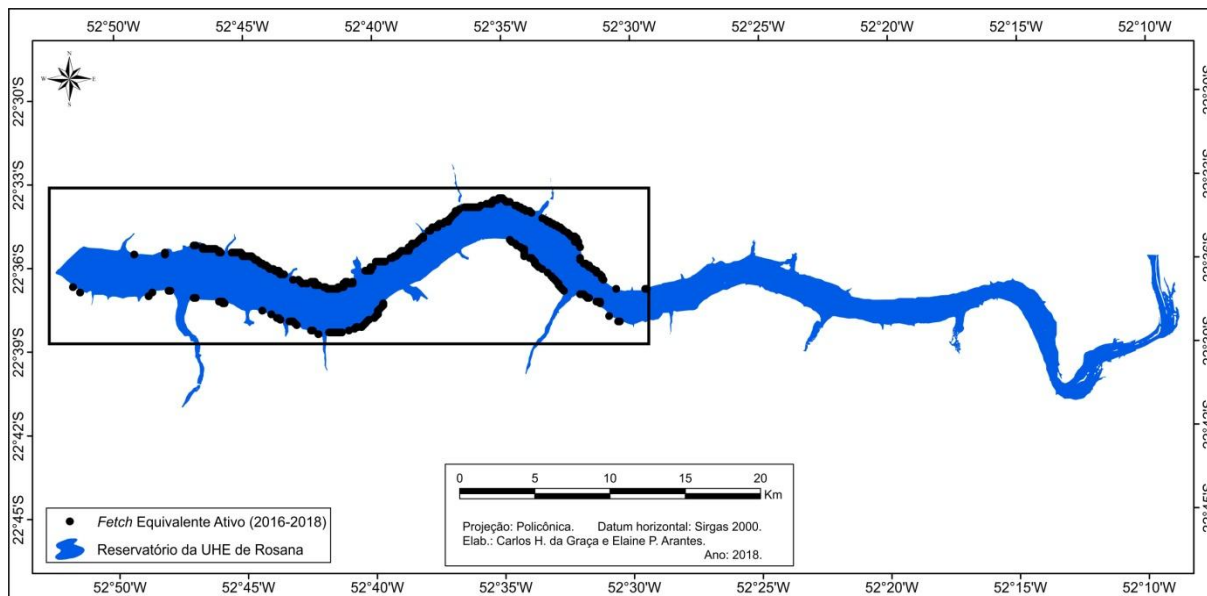 52°50'W 52°45'W 52°40'W 52°35'W 52°30'W 52°25'W 52°20'W 52°15'W 52°10'W
N
W E
22°30'S
22°33'S
22°36'S
22°39'S
22°42'S
22°45'S
0 5 10 15 20
Km
Projeção: Policônica. Datum horizontal: Sirgas 2000.
Elab.: Carlos H. da Graça e Elaine P. Arantes.
Ano: 2018.
Fetch Equivalente Ativo (2016-2018)
Reservatório da UHE de Rosana
52°50'W 52°45'W 52°40'W 52°35'W 52°30'W 52°25'W 52°20'W 52°15'W 52°10'W